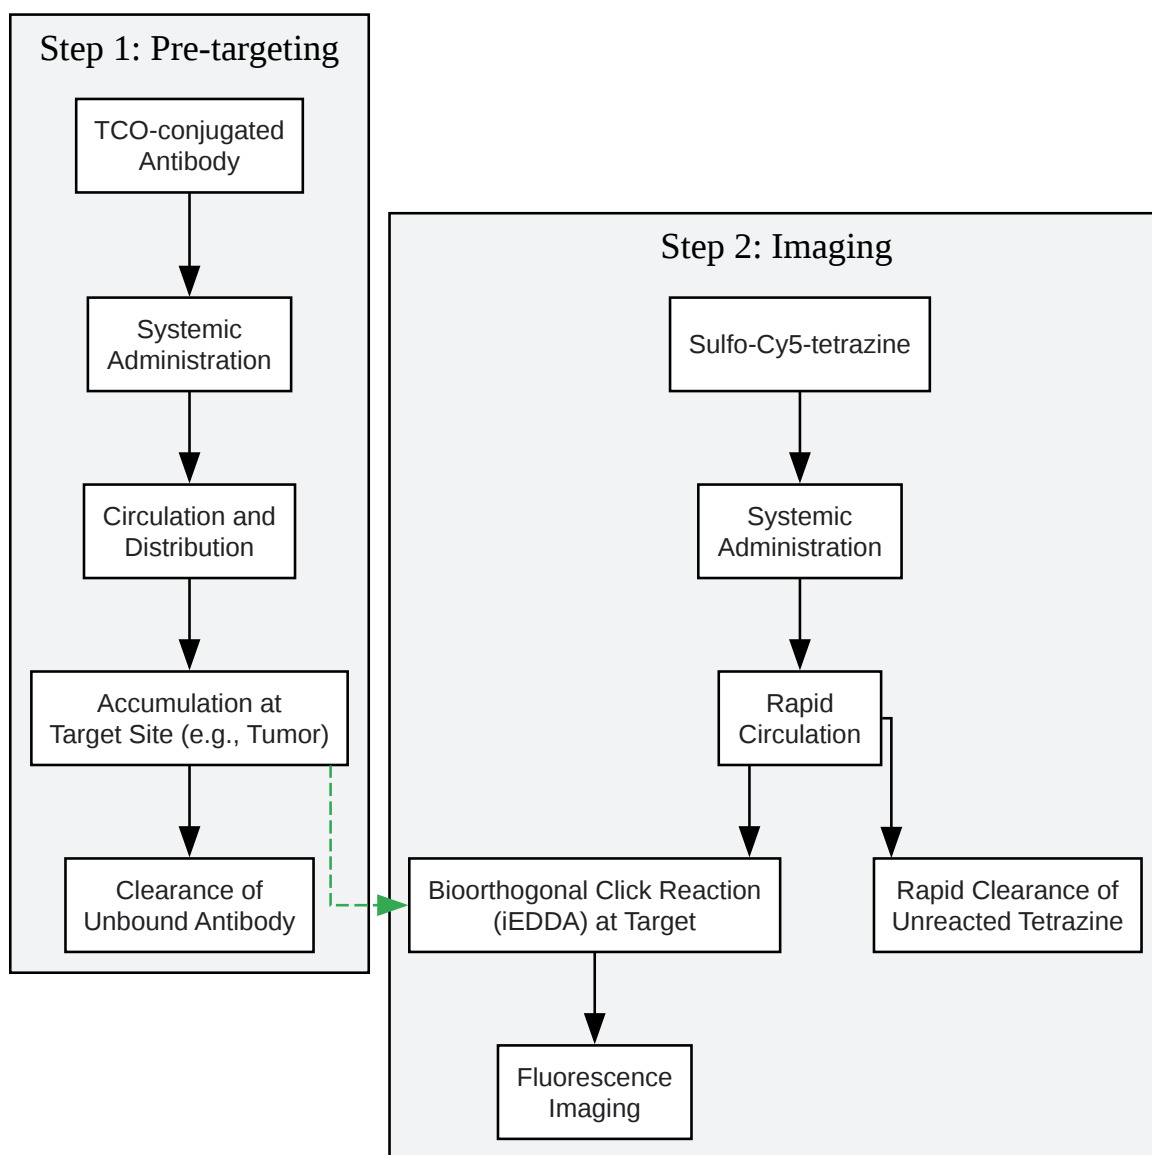 Step 1: Pre-targeting
TCO-conjugated
Antibody
Systemic
Administration
Circulation and
Distribution
Accumulation at
Target Site (e.g., Tumor)
Clearance of
Unbound Antibody
Step 2: Imaging
Sulfo-Cy5-tetrazine
Systemic
Administration
Rapid
Circulation
Bioorthogonal Click Reaction
(iEDDA) at Target
Rapid Clearance of
Unreacted Tetrazine
Fluorescence
Imaging